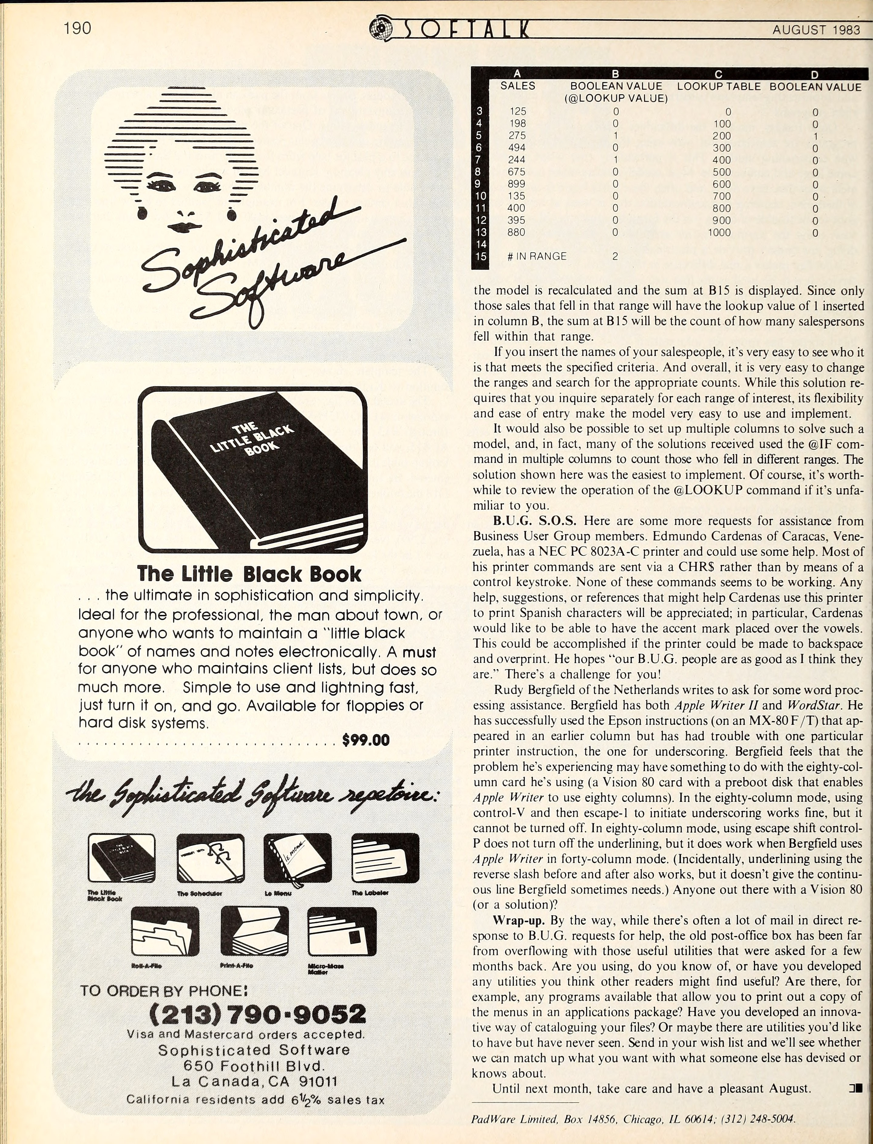 190
SOFTALK
AUGUST 1983
Sophisticated
Software
THE
LITTLE BLACK
BOOK
The Little Black Book
. . . the ultimate in sophistication and simplicity.
Ideal for the professional, the man about town, or
anyone who wants to maintain a "little black
book" of names and notes electronically. A must
for anyone who maintains client lists, but does so
much more. Simple to use and lightning fast,
just turn it on, and go. Available for floppies or
hard disk systems.
. . . . . . . . . . . . . . . . . . . . . . . . . . . . . $99.00
the Sophisticated Software repetoire:
The Little
Black Book
The Scheduler
Le Menu
The Labeler
Roll-A-File
Print-A-File
Micro-Mass
Mailer
TO ORDER BY PHONE:
(213) 790-9052
Visa and Mastercard orders accepted.
Sophisticated Software
650 Foothill Blvd.
La Canada, CA 91011
California residents add 6½% sales tax
A B C D
SALES BOOLEAN VALUE LOOKUP TABLE BOOLEAN VALUE
(@LOOKUP VALUE)
3 125 0 0 0
4 198 0 100 0
5 275 1 200 1
6 494 0 300 0
7 244 1 400 0
8 675 0 500 0
9 899 0 600 0
10 135 0 700 0
11 400 0 800 0
12 395 0 900 0
13 880 0 1000 0
14
15 # IN RANGE 2
the model is recalculated and the sum at B15 is displayed. Since only
those sales that fell in that range will have the lookup value of 1 inserted
in column B, the sum at B15 will be the count of how many salespersons
fell within that range.
If you insert the names of your salespeople, it's very easy to see who it
is that meets the specified criteria. And overall, it is very easy to change
the ranges and search for the appropriate counts. While this solution re-
quires that you inquire separately for each range of interest, its flexibility
and ease of entry make the model very easy to use and implement.
It would also be possible to set up multiple columns to solve such a
model, and, in fact, many of the solutions received used the @IF com-
mand in multiple columns to count those who fell in different ranges. The
solution shown here was the easiest to implement. Of course, it's worth-
while to review the operation of the @LOOKUP command if it's unfa-
miliar to you.
B.U.G. S.O.S. Here are some more requests for assistance from
Business User Group members. Edmundo Cardenas of Caracas, Vene-
zuela, has a NEC PC 8023A-C printer and could use some help. Most of
his printer commands are sent via a CHR$ rather than by means of a
control keystroke. None of these commands seems to be working. Any
help, suggestions, or references that might help Cardenas use this printer
to print Spanish characters will be appreciated; in particular, Cardenas
would like to be able to have the accent mark placed over the vowels.
This could be accomplished if the printer could be made to backspace
and overprint. He hopes "our B.U.G. people are as good as I think they
are." There's a challenge for you!
Rudy Bergfield of the Netherlands writes to ask for some word proc-
essing assistance. Bergfield has both Apple Writer II and WordStar. He
has successfully used the Epson instructions (on an MX-80 F/T) that ap-
peared in an earlier column but has had trouble with one particular
printer instruction, the one for underscoring. Bergfield feels that the
problem he's experiencing may have something to do with the eighty-col-
umn card he's using (a Vision 80 card with a preboot disk that enables
Apple Writer to use eighty columns). In the eighty-column mode, using
control-V and then escape-1 to initiate underscoring works fine, but it
cannot be turned off. In eighty-column mode, using escape shift control-
P does not turn off the underlining, but it does work when Bergfield uses
Apple Writer in forty-column mode. (Incidentally, underlining using the
reverse slash before and after also works, but it doesn't give the continu-
ous line Bergfield sometimes needs.) Anyone out there with a Vision 80
(or a solution)?
Wrap-up. By the way, while there's often a lot of mail in direct re-
sponse to B.U.G. requests for help, the old post-office box has been far
from overflowing with those useful utilities that were asked for a few
months back. Are you using, do you know of, or have you developed
any utilities you think other readers might find useful? Are there, for
example, any programs available that allow you to print out a copy of
the menus in an applications package? Have you developed an innova-
tive way of cataloguing your files? Or maybe there are utilities you'd like
to have but have never seen. Send in your wish list and we'll see whether
we can match up what you want with what someone else has devised or
knows about.
Until next month, take care and have a pleasant August.
PadWare Limited, Box 14856, Chicago, IL 60614; (312) 248-5004.